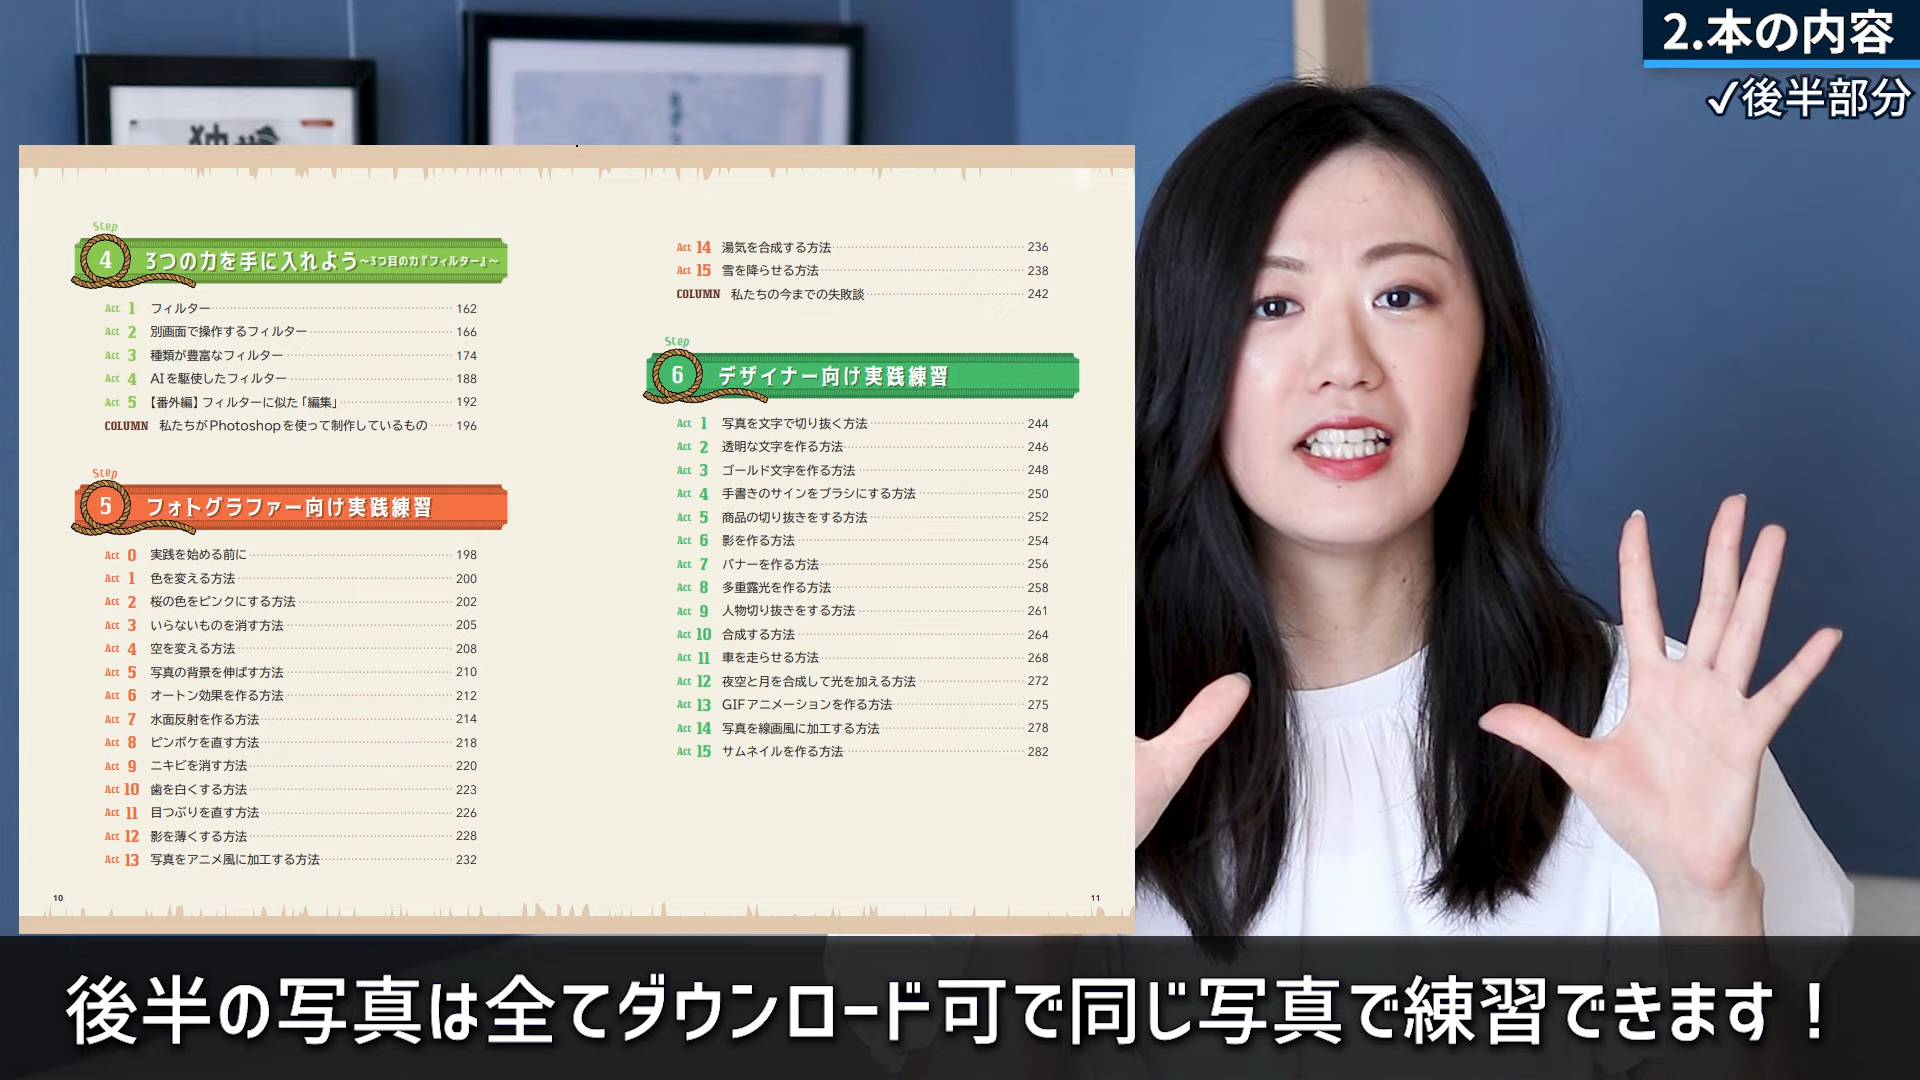 2.本の内容
✓後半部分
Step
4 3つの力を手に入れよう～3つ目の力『フィルター』～
Act 1 フィルター 162
Act 2 別画面で操作するフィルター 166
Act 3 種類が豊富なフィルター 174
Act 4 AIを駆使したフィルター 188
Act 5 【番外編】フィルターに似た「編集」 192
COLUMN 私たちがPhotoshopを使って制作しているもの 196
Step
5 フォトグラファー向け実践練習
Act 0 実践を始める前に 198
Act 1 色を変える方法 200
Act 2 桜の色をピンクにする方法 202
Act 3 いらないものを消す方法 205
Act 4 空を変える方法 208
Act 5 写真の背景を伸ばす方法 210
Act 6 オートン効果を作る方法 212
Act 7 水面反射を作る方法 214
Act 8 ピンボケを直す方法 218
Act 9 ニキビを消す方法 220
Act 10 歯を白くする方法 223
Act 11 目つぶりを直す方法 226
Act 12 影を薄くする方法 228
Act 13 写真をアニメ風に加工する方法 232
10
Act 14 湯気を合成する方法 236
Act 15 雪を降らせる方法 238
COLUMN 私たちの今までの失敗談 242
Step
6 デザイナー向け実践練習
Act 1 写真を文字で切り抜く方法 244
Act 2 透明な文字を作る方法 246
Act 3 ゴールド文字を作る方法 248
Act 4 手書きのサインをブラシにする方法 250
Act 5 商品の切り抜きをする方法 252
Act 6 影を作る方法 254
Act 7 バナーを作る方法 256
Act 8 多重露光を作る方法 258
Act 9 人物切り抜きをする方法 261
Act 10 合成する方法 264
Act 11 車を走らせる方法 268
Act 12 夜空と月を合成して光を加える方法 272
Act 13 GIFアニメーションを作る方法 275
Act 14 写真を線画風に加工する方法 278
Act 15 サムネイルを作る方法 282
11
後半の写真は全てダウンロード可で同じ写真で練習できます！